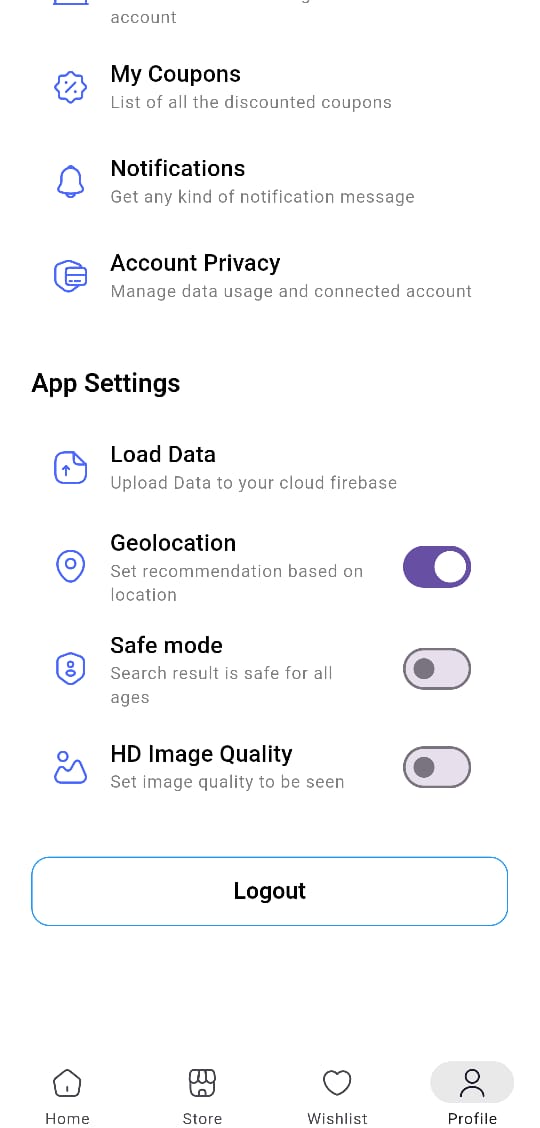 account
My Coupons
List of all the discounted coupons
Notifications
Get any kind of notification message
Account Privacy
Manage data usage and connected account
App Settings
Load Data
Upload Data to your cloud firebase
Geolocation
Set recommendation based on
location
Safe mode
Search result is safe for all
ages
HD Image Quality
Set image quality to be seen
Logout
Home
Store
Wishlist
Profile